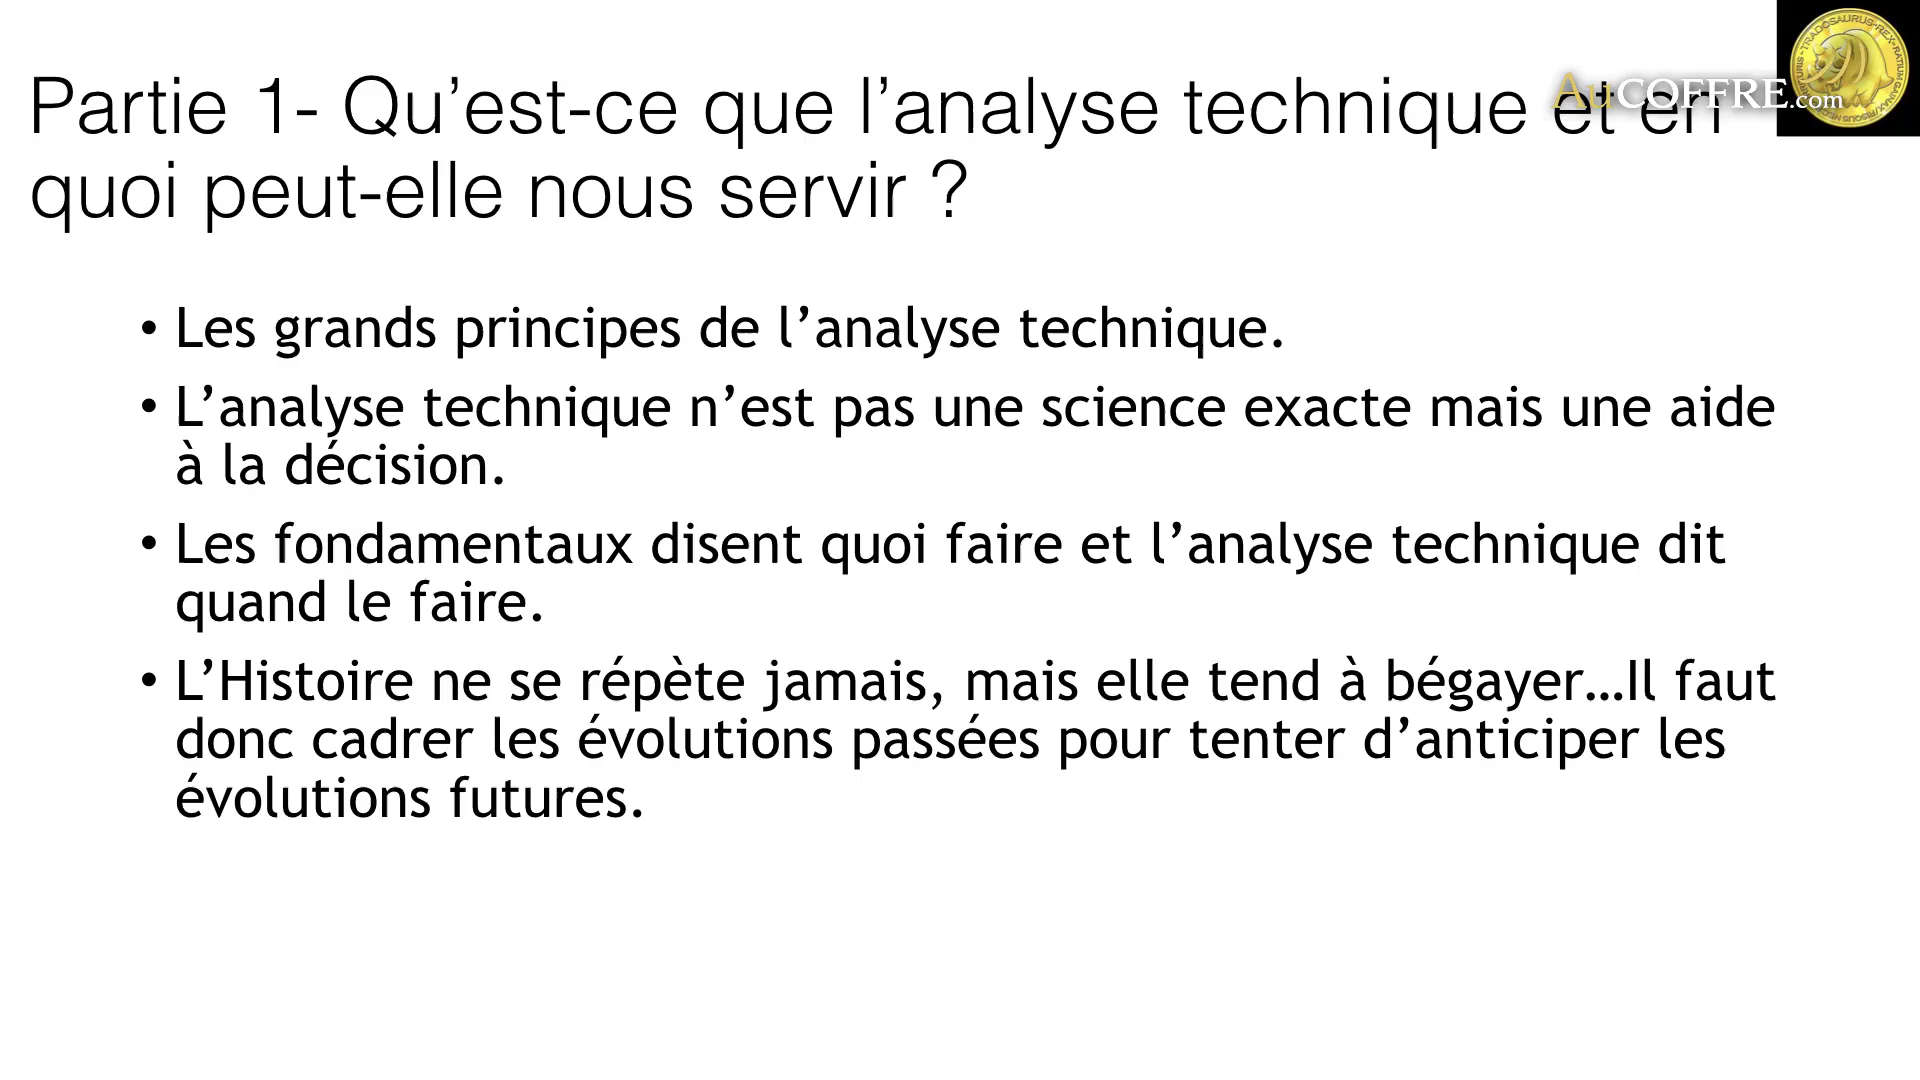 Partie 1- Qu’est-ce que l’analyse technique et en
quoi peut-elle nous servir ?
AuCOFFRE.com
• Les grands principes de l’analyse technique.
• L’analyse technique n’est pas une science exacte mais une aide
à la décision.
• Les fondamentaux disent quoi faire et l’analyse technique dit
quand le faire.
• L’Histoire ne se répète jamais, mais elle tend à bégayer…Il faut
donc cadrer les évolutions passées pour tenter d’anticiper les
évolutions futures.
TRADOSAURUS-REX